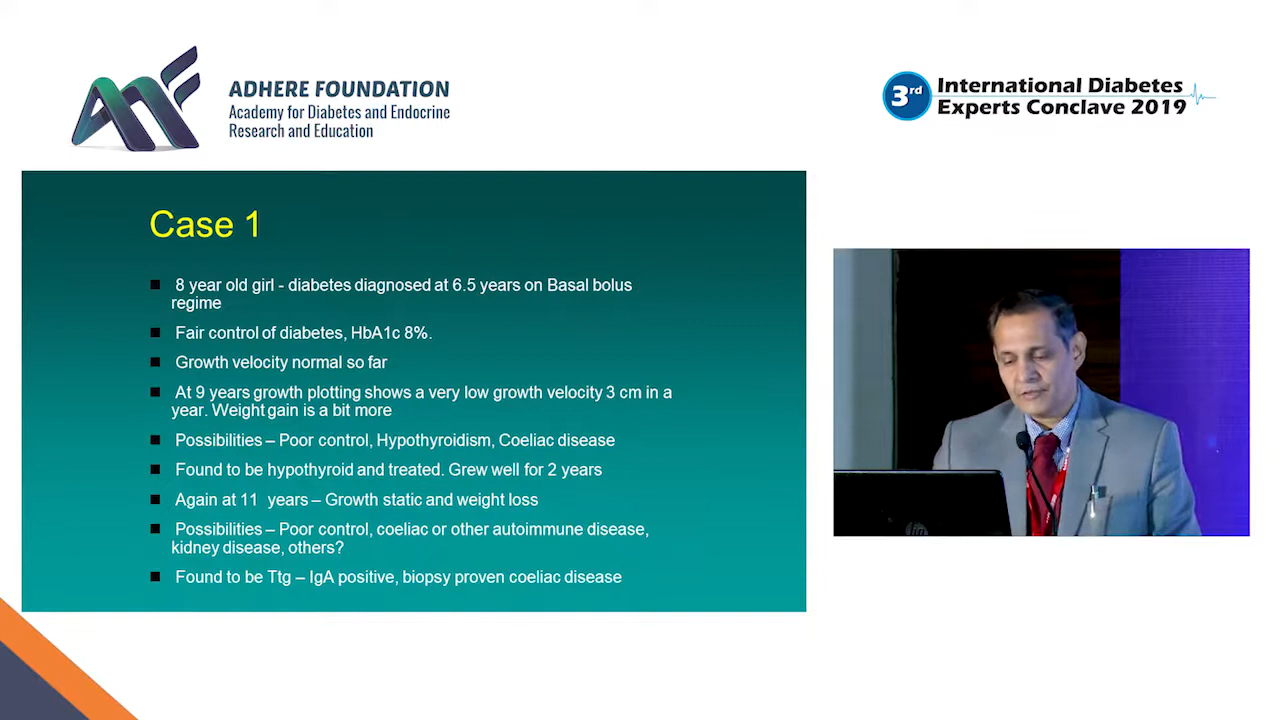 ADHERE FOUNDATION
Academy for Diabetes and Endocrine
Research and Education
3rd
International Diabetes
Experts Conclave 2019
Case 1
8 year old girl - diabetes diagnosed at 6.5 years on Basal bolus
regime
Fair control of diabetes, HbA1c 8%.
Growth velocity normal so far
At 9 years growth plotting shows a very low growth velocity 3 cm in a
year. Weight gain is a bit more
Possibilities – Poor control, Hypothyroidism, Coeliac disease
Found to be hypothyroid and treated. Grew well for 2 years
Again at 11 years – Growth static and weight loss
Possibilities – Poor control, coeliac or other autoimmune disease,
kidney disease, others?
Found to be Ttg – IgA positive, biopsy proven coeliac disease
hp